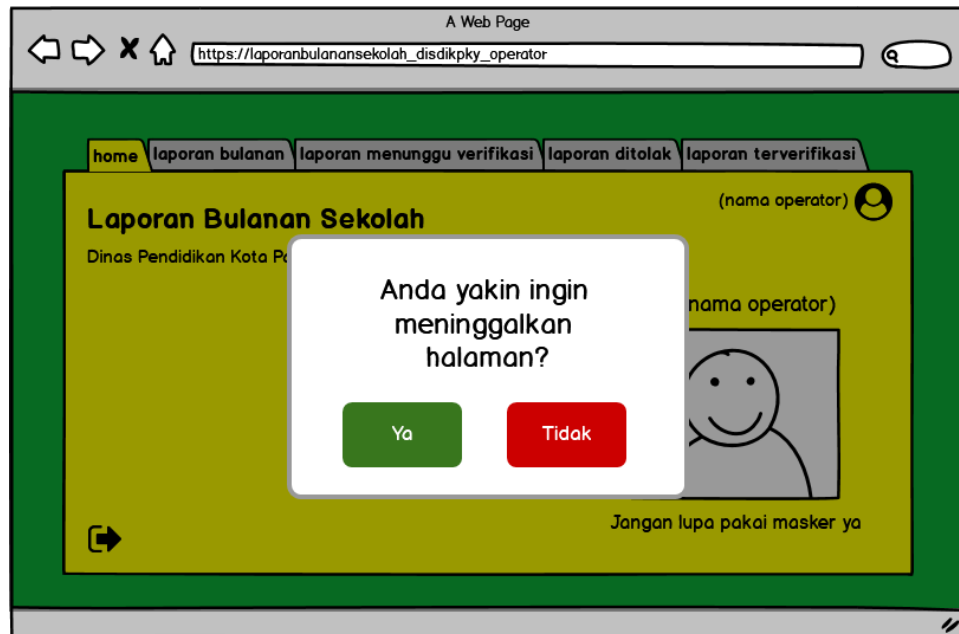 A Web Page
https://laporanbulanansekolah_disdikpky_operator
home laporan bulanan laporan menunggu verifikasi laporan ditolak laporan terverifikasi
(nama operator)
Laporan Bulanan Sekolah
Dinas Pendidikan Kota
Anda yakin ingin
meninggalkan
halaman?
nama operator)
Ya Tidak
Jangan lupa pakai masker ya